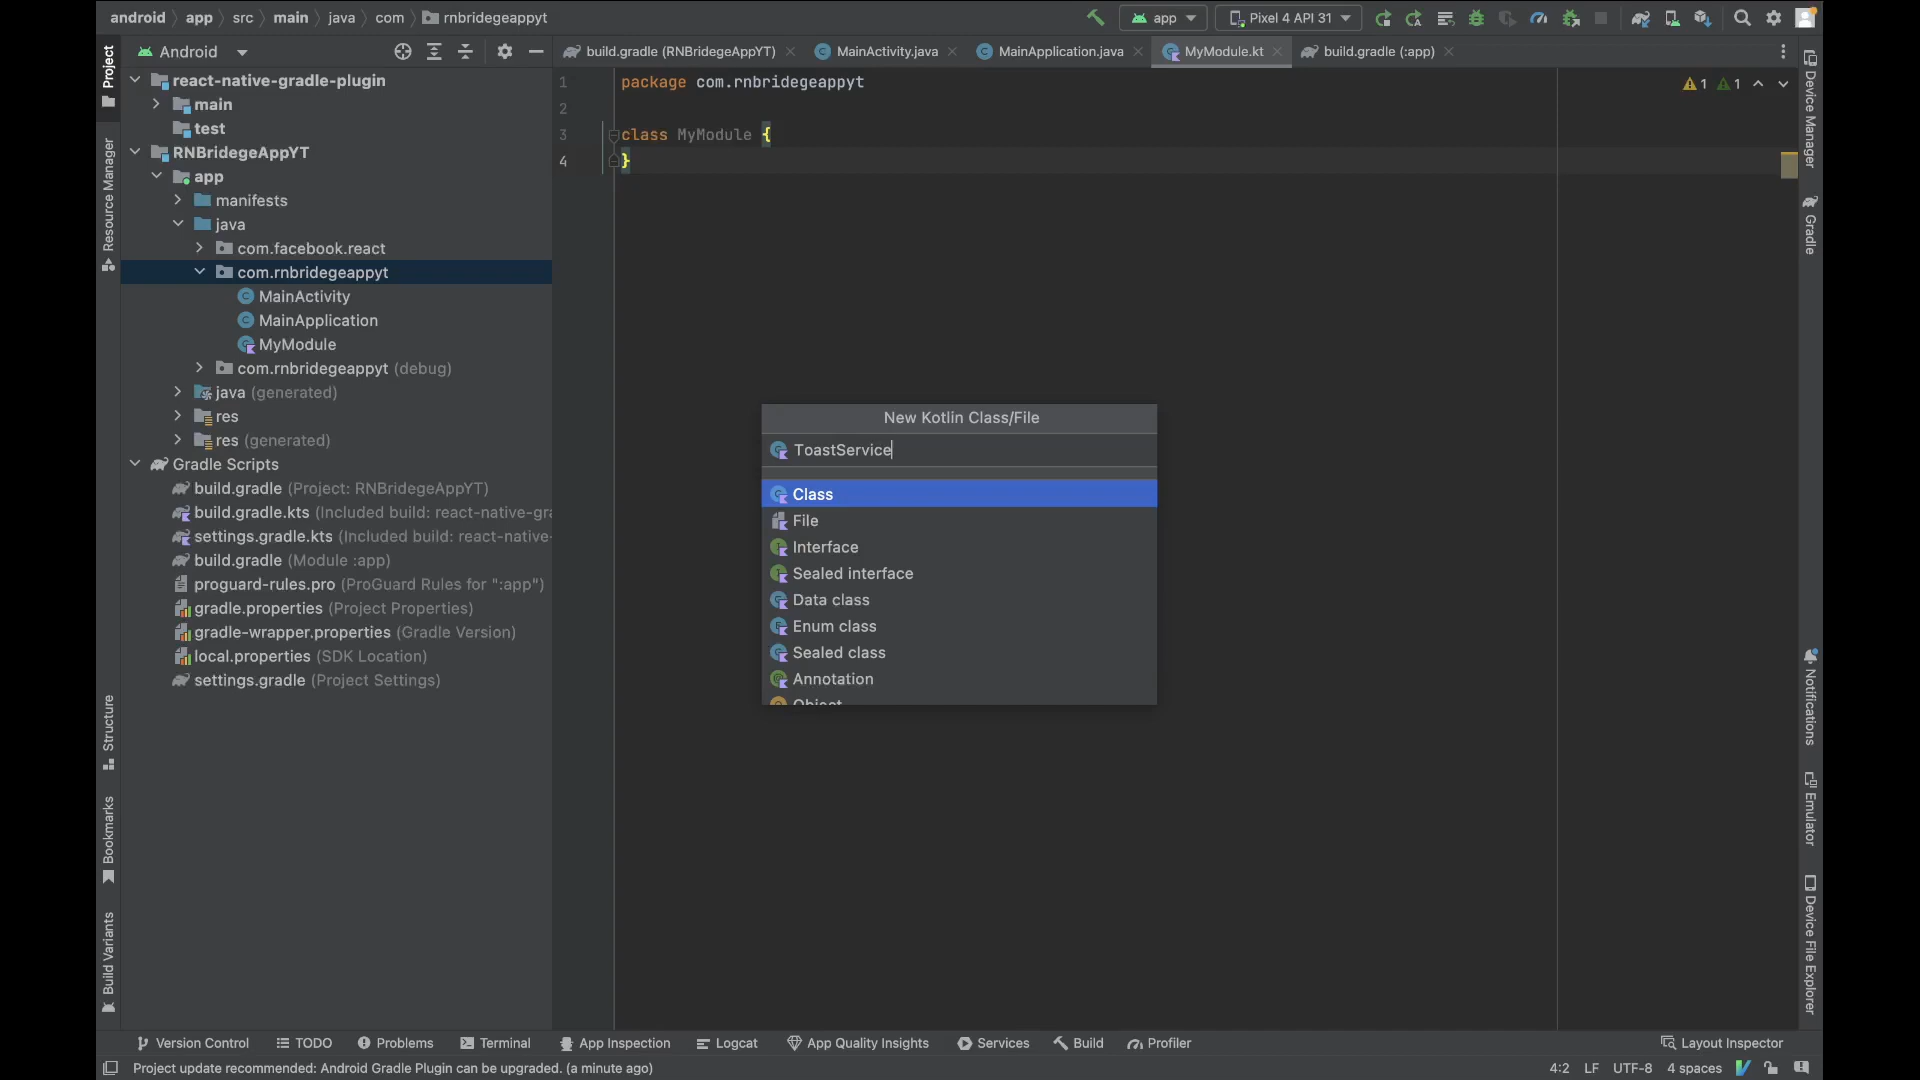 android app src main java com rnbridegeappyt
app
Pixel 4 API 31
Project
Resource Manager
Structure
Bookmarks
Build Variants
Android
react-native-gradle-plugin
main
test
RNBridegeAppYT
app
manifests
java
com.facebook.react
com.rnbridegeappyt
MainActivity
MainApplication
MyModule
com.rnbridegeappyt (debug)
java (generated)
res
res (generated)
Gradle Scripts
build.gradle (Project: RNBridegeAppYT)
build.gradle.kts (Included build: react-native-gra
settings.gradle.kts (Included build: react-native-
build.gradle (Module :app)
proguard-rules.pro (ProGuard Rules for ":app")
gradle.properties (Project Properties)
gradle-wrapper.properties (Gradle Version)
local.properties (SDK Location)
settings.gradle (Project Settings)
build.gradle (RNBridegeAppYT) MainActivity.java MainApplication.java MyModule.kt build.gradle (:app)
1 package com.rnbridegeappyt
2
3 class MyModule {
4 }
1 1
New Kotlin Class/File
ToastService
Class
File
Interface
Sealed interface
Data class
Enum class
Sealed class
Annotation
Object
Device Manager
Gradle
Notifications
Emulator
Device File Explorer
Version Control TODO Problems Terminal App Inspection Logcat App Quality Insights Services Build Profiler Layout Inspector
Project update recommended: Android Gradle Plugin can be upgraded. (a minute ago) 4:2 LF UTF-8 4 spaces